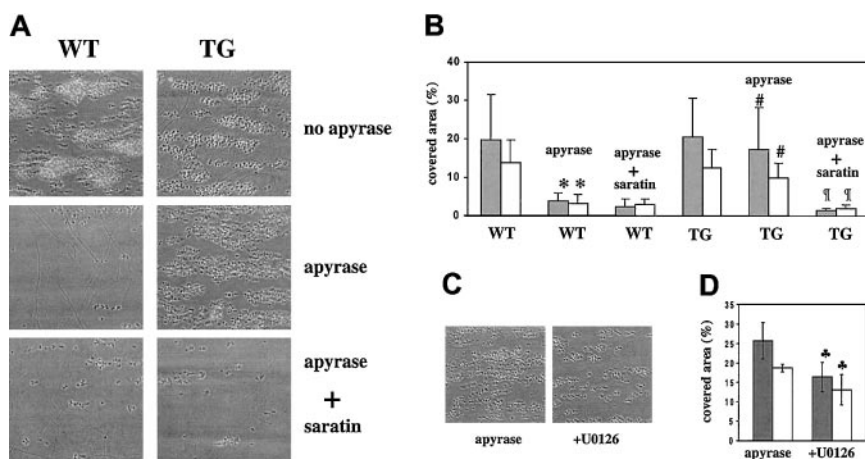 A
WT TG
no apyrase
apyrase
apyrase
+
saratin
B
covered area (%)
40
30
20
10
0
apyrase
* *
apyrase
+
saratin
apyrase
#
#
apyrase
+
saratin
¶ ¶
WT WT WT TG TG TG
C
apyrase +U0126
D
covered area (%)
35
30
25
20
15
10
5
0
♣ ♣
apyrase +U0126